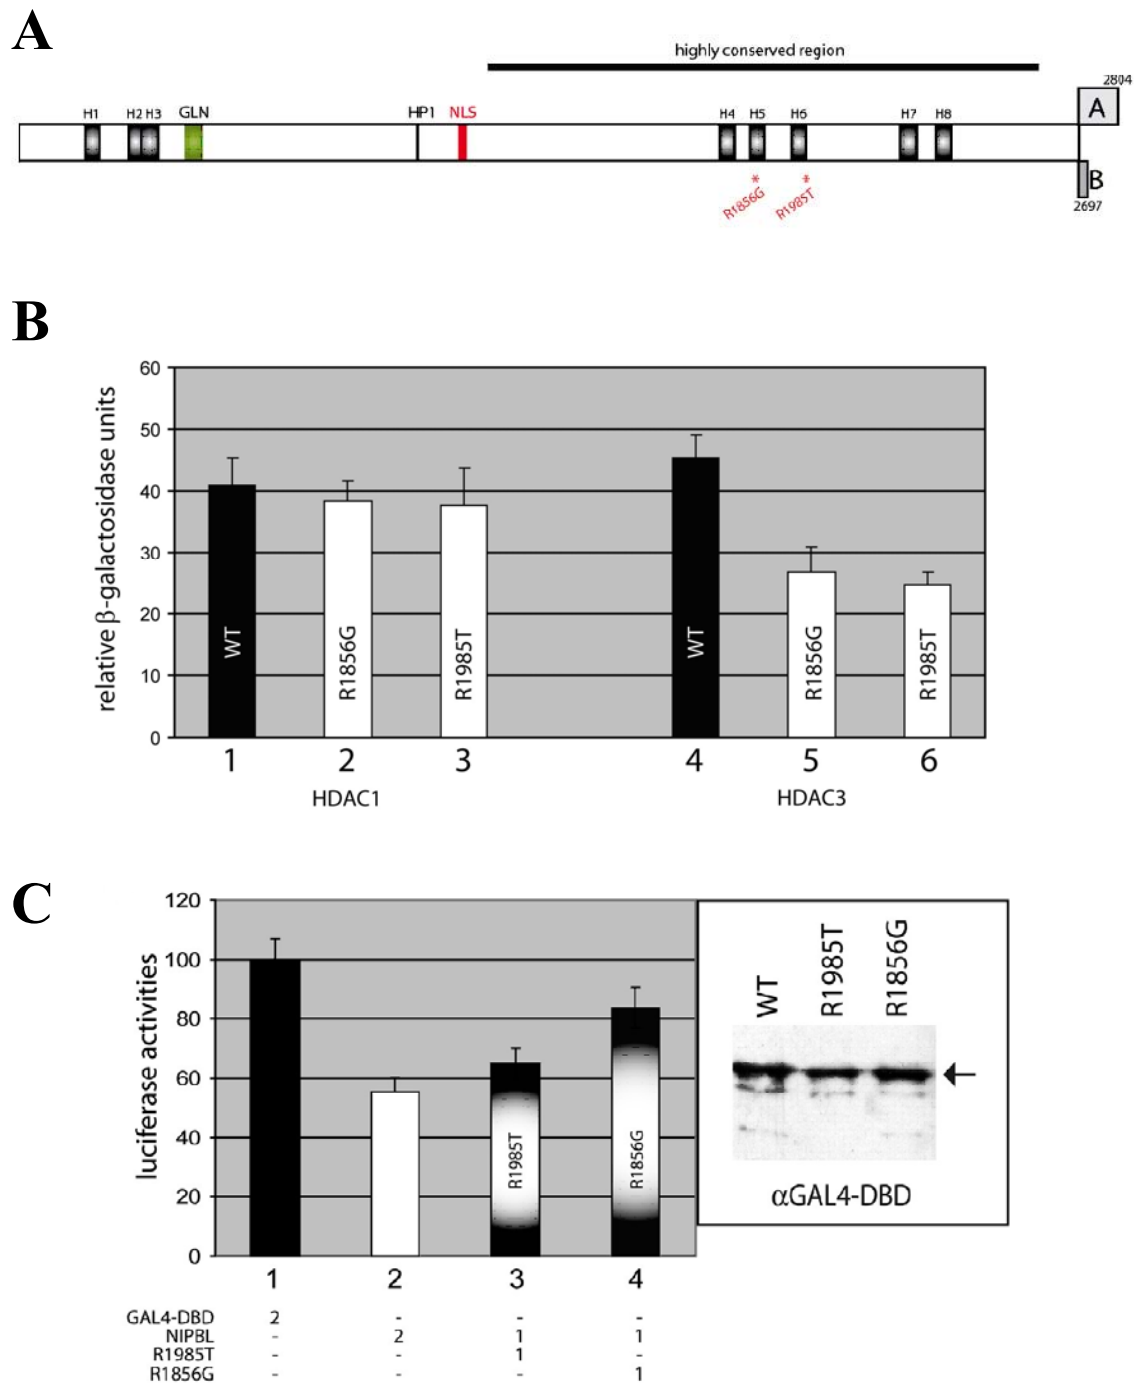 A
highly conserved region
2804
H1 H2 H3 GLN HP1 NLS H4 H5 H6 H7 H8 A
* *
R1856G R1985T
B
2697
B
relative β-galactosidase units
60
50
40
30
20
10
0
WT R1856G R1985T WT R1856G R1985T
1 2 3 4 5 6
HDAC1 HDAC3
C
luciferase activities
120
100
80
60
40
20
0
R1985T R1856G
1 2 3 4
GAL4-DBD 2 - - -
NIPBL - 2 1 1
R1985T - - 1 -
R1856G - - - 1
WT R1985T R1856G
αGAL4-DBD